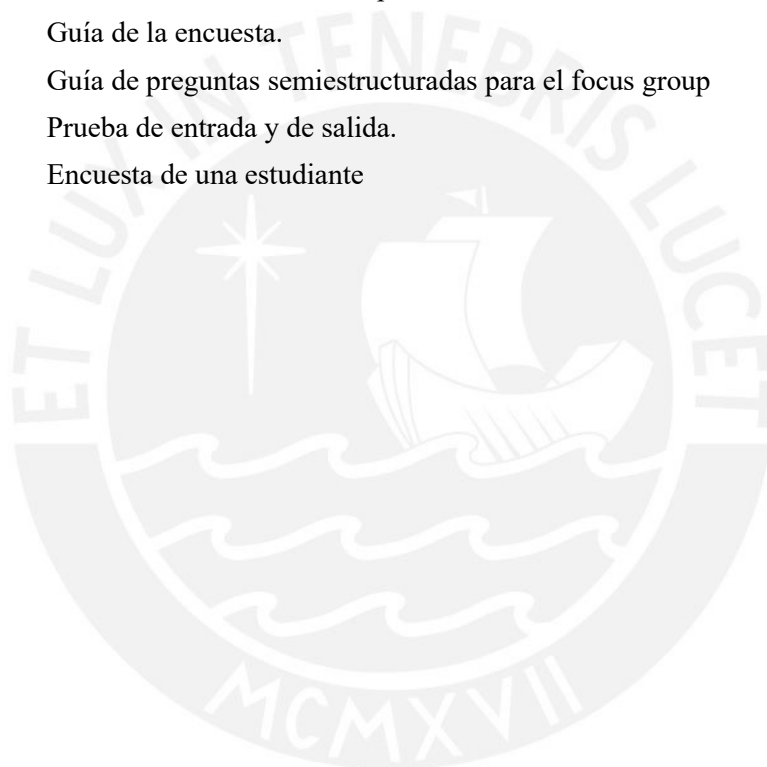 Guía de la encuesta.
Guía de preguntas semiestructuradas para el focus group
Prueba de entrada y de salida.
Encuesta de una estudiante
ET LUX IN TENEBRIS LUCET
MCMXVII